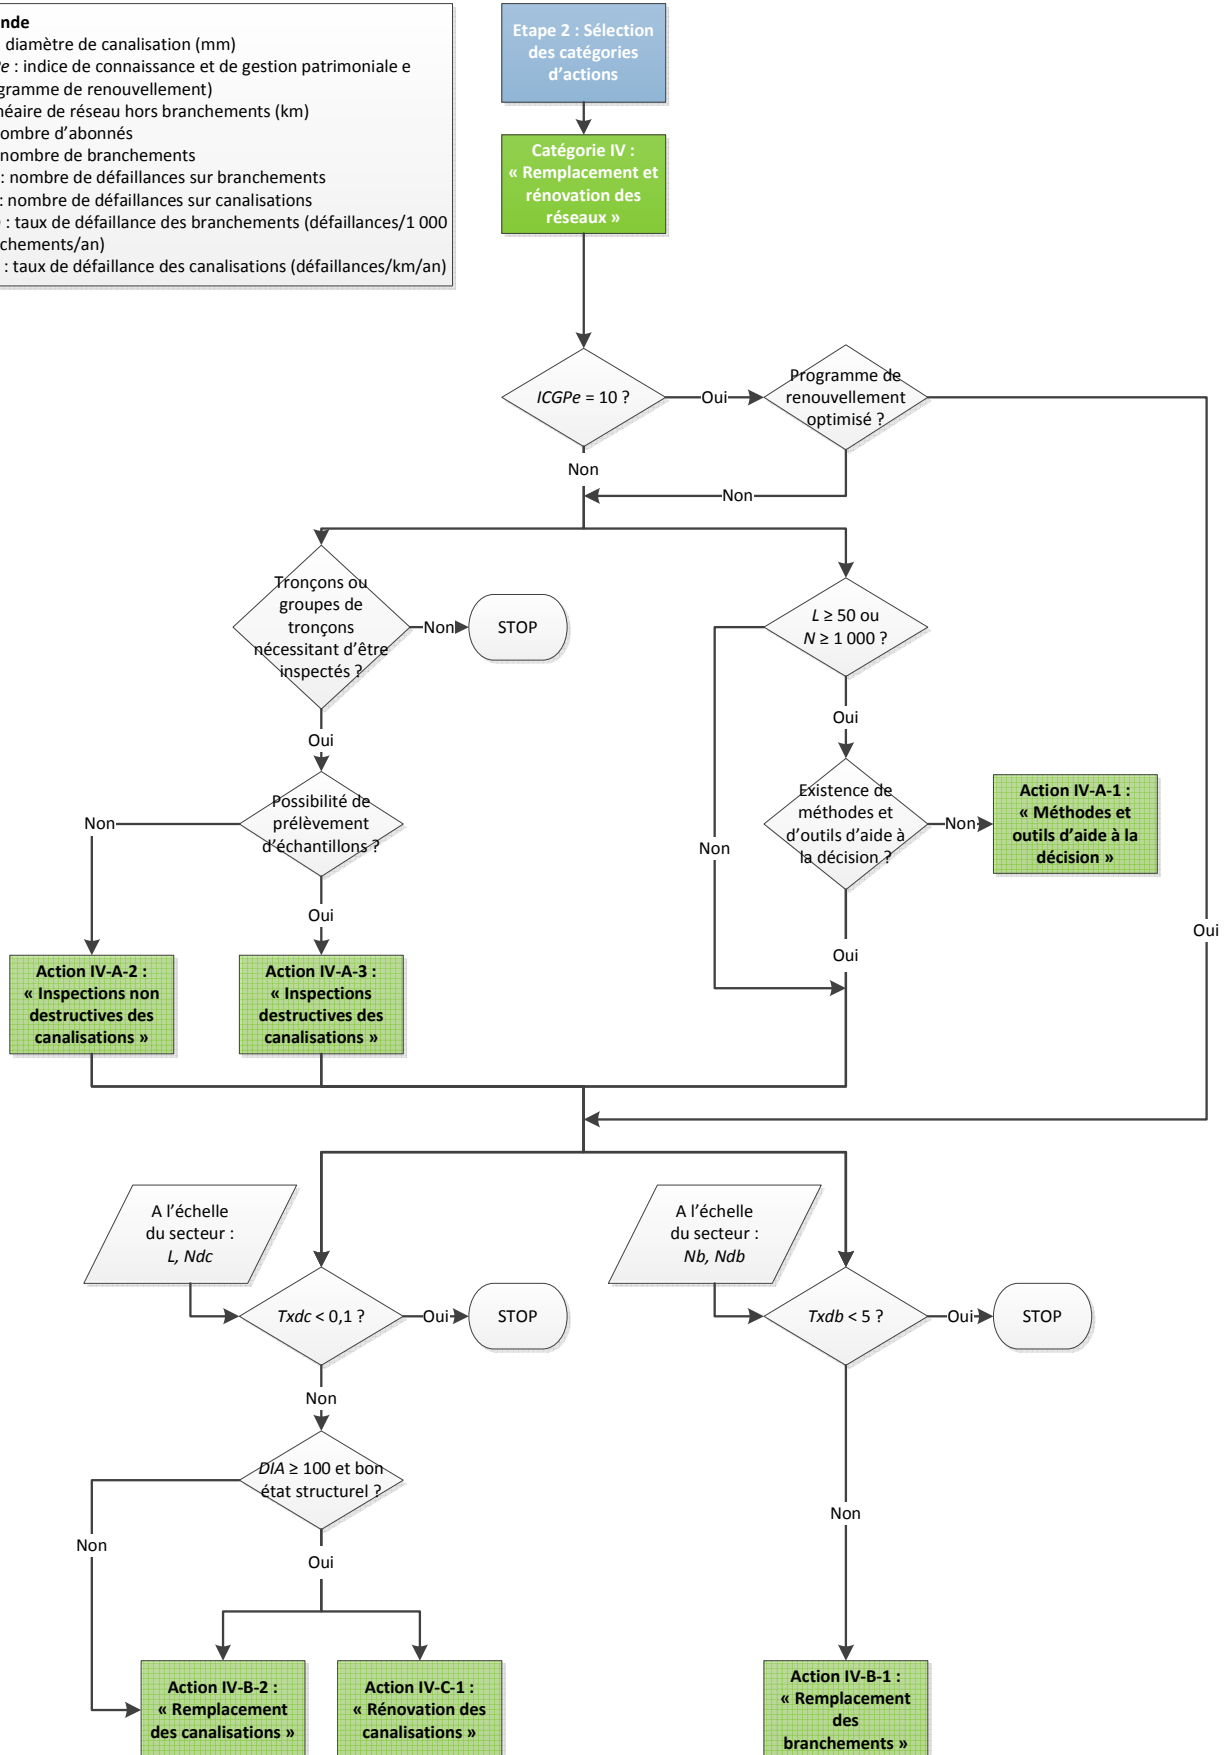 nde
diamètre de canalisation (mm)
Pe : indice de connaissance et de gestion patrimoniale e
gramme de renouvellement)
néaire de réseau hors branchements (km)
ombre d'abonnés
nombre de branchements
: nombre de défaillances sur branchements
: nombre de défaillances sur canalisations
: taux de défaillance des branchements (défaillances/1 000
chements/an)
: taux de défaillance des canalisations (défaillances/km/an)
Etape 2 : Sélection
des catégories
d'actions
Catégorie IV :
« Remplacement et
rénovation des
réseaux »
ICGPe = 10 ?
Oui
Programme de
renouvellement
optimisé ?
Non
Non
Tronçons ou
groupes de
tronçons
nécessitant d'être
inspectés ?
Non
STOP
L ≥ 50 ou
N ≥ 1 000 ?
Oui
Oui
Possibilité de
prélèvement
d'échantillons ?
Non
Existence de
méthodes et
d'outils d'aide à
la décision ?
Non
Action IV-A-1 :
« Méthodes et
outils d'aide à la
décision »
Non
Oui
Oui
Oui
Action IV-A-2 :
« Inspections non
destructives des
canalisations »
Action IV-A-3 :
« Inspections
destructives des
canalisations »
A l'échelle
du secteur :
L, Ndc
A l'échelle
du secteur :
Nb, Ndb
Txdc < 0,1 ?
Oui
STOP
Txdb < 5 ?
Oui
STOP
Non
DIA ≥ 100 et bon
état structurel ?
Non
Non
Oui
Action IV-B-2 :
« Remplacement
des canalisations »
Action IV-C-1 :
« Rénovation des
canalisations »
Action IV-B-1 :
« Remplacement
des
branchements »